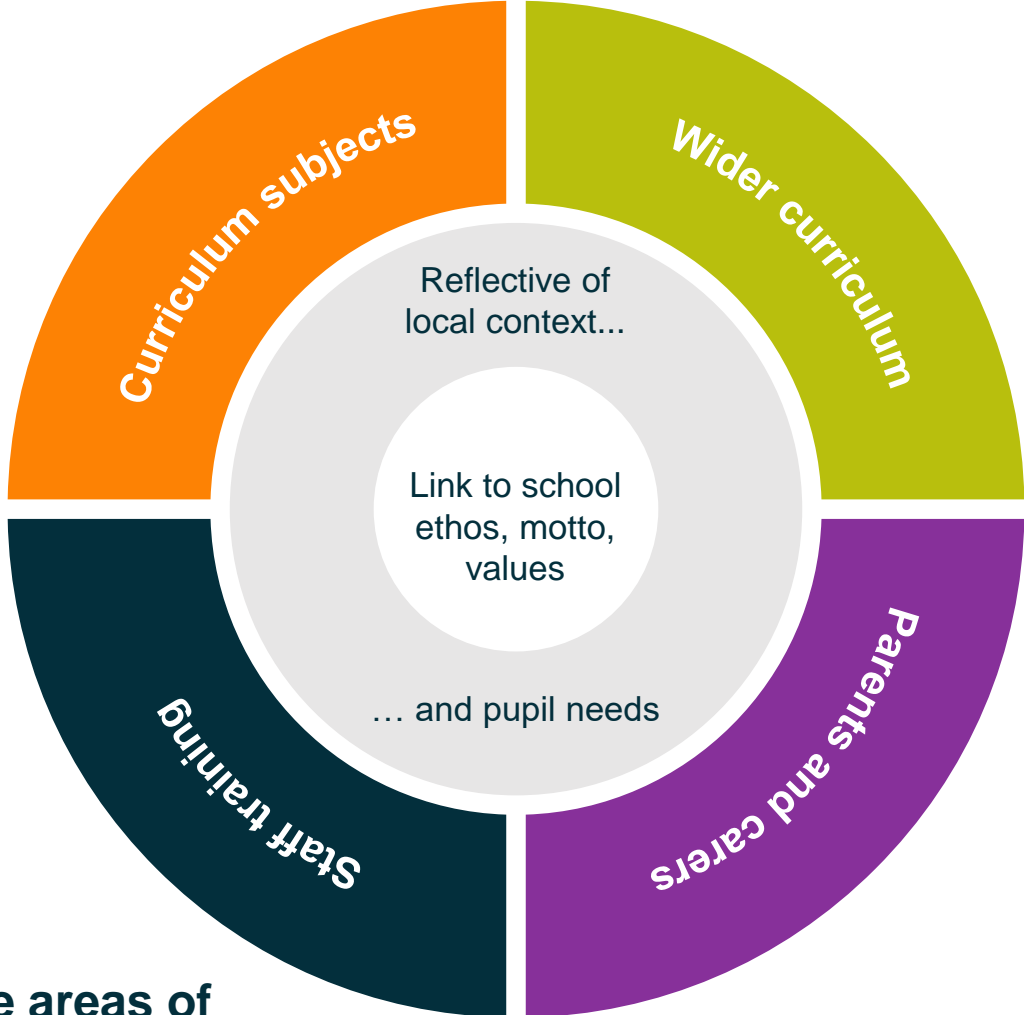 Curriculum subjects
Wider curriculum
Reflective of
local context...
Link to school
ethos, motto,
values
… and pupil needs
Parents and carers
Staff training
areas of